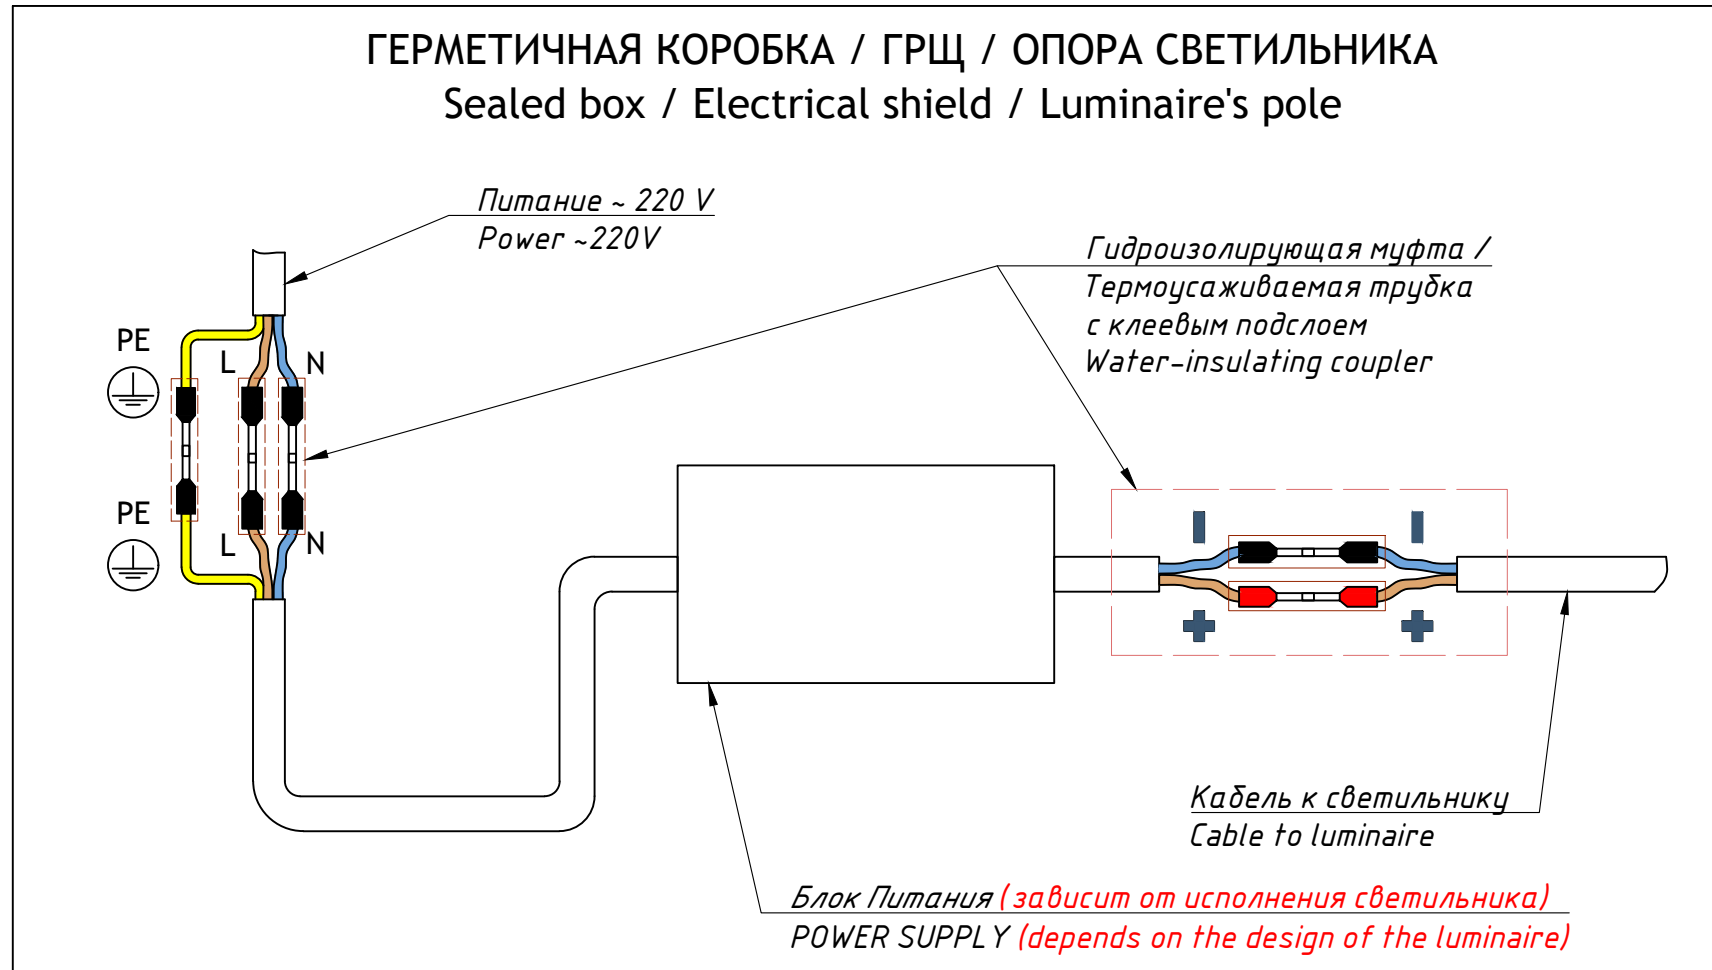 ГЕРМЕТИЧНАЯ КОРОБКА / ГРЩ / ОПОРА СВЕТИЛЬНИКА
Sealed box / Electrical shield / Luminaire's pole
Питание ~ 220 V
Power ~220V
Гидроизолирующая муфта /
Термоусаживаемая трубка
с клеевым подслоем
Water-insulating coupler
PE
L
N
PE
L
N
Кабель к светильнику
Cable to luminaire
Блок Питания (зависит от исполнения светильника)
POWER SUPPLY (depends on the design of the luminaire)